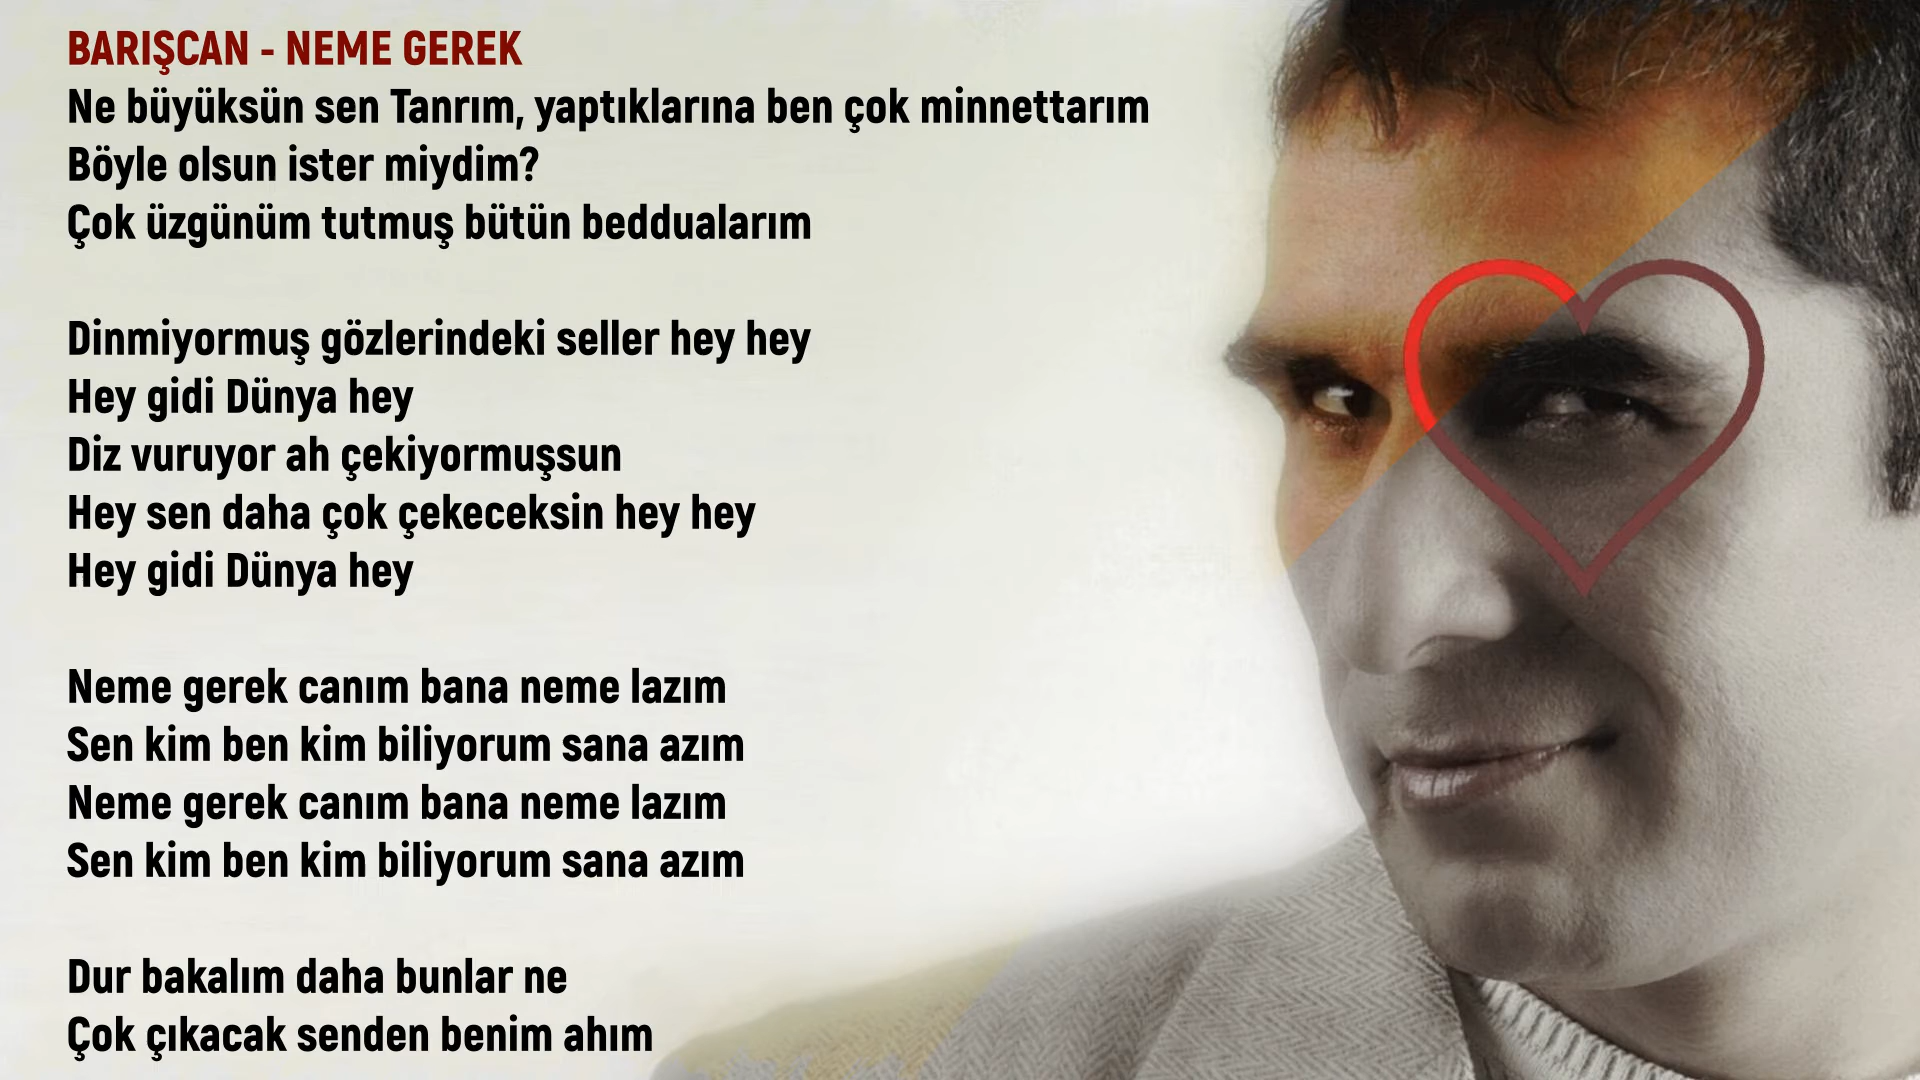 BARIŞCAN - NEME GEREK
Ne büyüksün sen Tanrım, yaptıklarına ben çok minnettarım
Böyle olsun ister miydim?
Çok üzgünüm tutmuş bütün beddualarım
Dinmiyormuş gözlerindeki seller hey hey
Hey gidi Dünya hey
Diz vuruyor ah çekiyormuşsun
Hey sen daha çok çekeceksin hey hey
Hey gidi Dünya hey
Neme gerek canım bana neme lazım
Sen kim ben kim biliyorum sana azım
Neme gerek canım bana neme lazım
Sen kim ben kim biliyorum sana azım
Dur bakalım daha bunlar ne
Çok çıkacak senden benim ahım